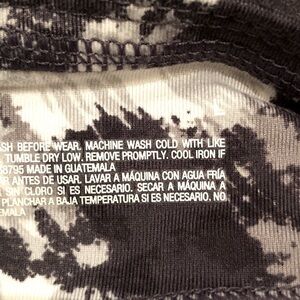 SH BEFORE WEAR. MACHINE WASH COLD WITH LIKE
TUMBLE DRY LOW. REMOVE PROMPTLY. COOL IRON IF
8795 MADE IN GUATEMALA
R ANTES DE USAR. LAVAR A MÁQUINA CON AGUA FRÍA
SIN CLORO SI ES NECESARIO. SECAR A MÁQUINA A
PLANCHAR A BAJA TEMPERATURA SI ES NECESARIO. NO
EMALA